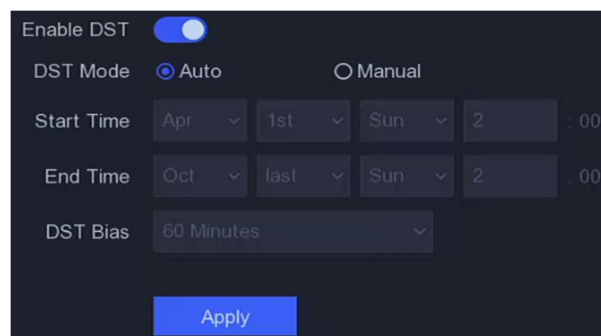 Enable DST
DST Mode Auto Manual
Start Time Apr 1st Sun 2 : 00
End Time Oct last Sun 2 : 00
DST Bias 60 Minutes
Apply